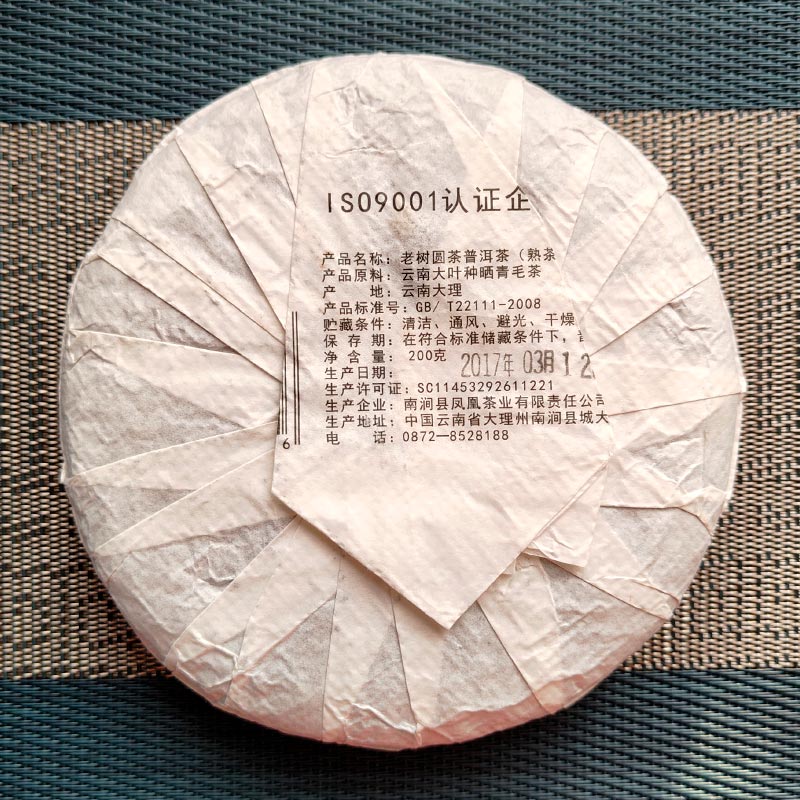 ISO9001认证企
产品名称：老树圆茶普洱茶（熟茶
产品原料：云南大叶种晒青毛茶
产 地：云南大理
产品标准号：GB/T22111-2008
贮藏条件：清洁、通风、避光、干燥
保 存 期：在符合标准储藏条件下，
净 含 量：200克
生产日期：2017年03月12
生产许可证：SC11453292611221
生产企业：南涧县凤凰茶业有限责任公司
生产地址：中国云南省大理州南涧县城大
电 话：0872—8528188
6